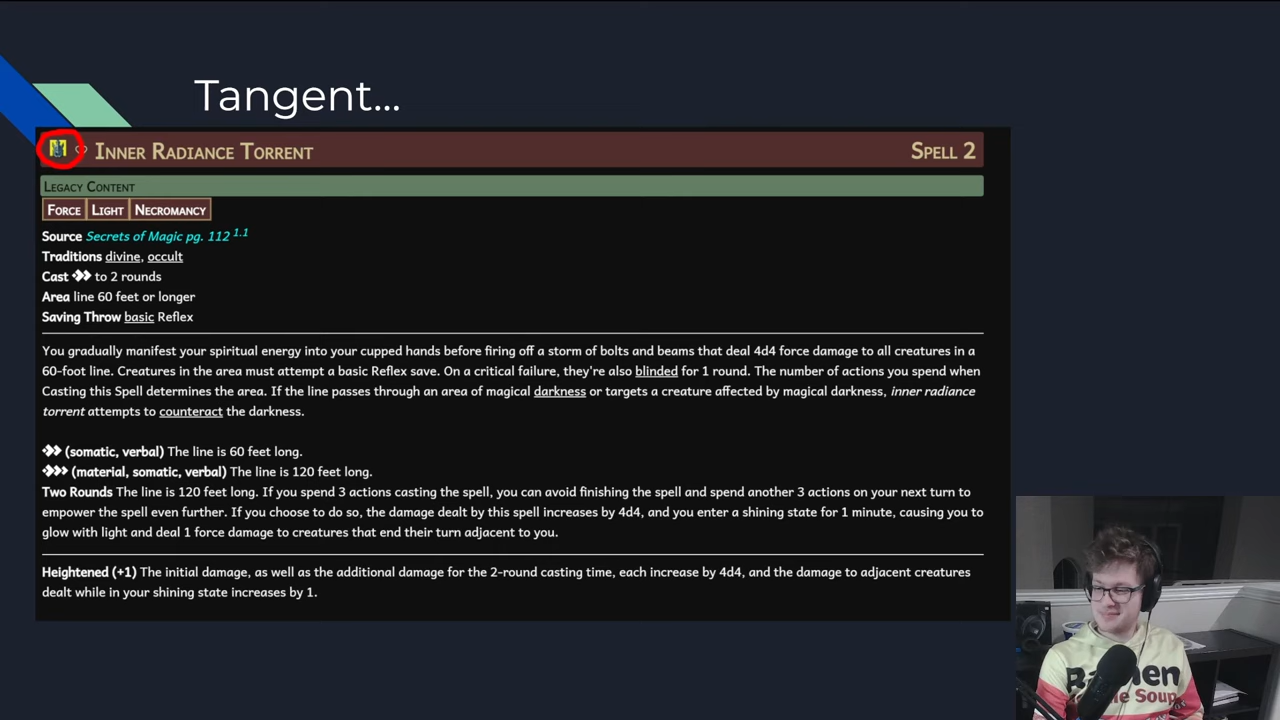 Tangent...
Inner Radiance Torrent Spell 2
Legacy Content
Force Light Necromancy
Source Secrets of Magic pg. 112 1.1
Traditions divine, occult
Cast to 2 rounds
Area line 60 feet or longer
Saving Throw basic Reflex
You gradually manifest your spiritual energy into your cupped hands before firing off a storm of bolts and beams that deal 4d4 force damage to all creatures in a
60-foot line. Creatures in the area must attempt a basic Reflex save. On a critical failure, they're also blinded for 1 round. The number of actions you spend when
Casting this Spell determines the area. If the line passes through an area of magical darkness or targets a creature affected by magical darkness, inner radiance
torrent attempts to counteract the darkness.
(somatic, verbal) The line is 60 feet long.
(material, somatic, verbal) The line is 120 feet long.
Two Rounds The line is 120 feet long. If you spend 3 actions casting the spell, you can avoid finishing the spell and spend another 3 actions on your next turn to
empower the spell even further. If you choose to do so, the damage dealt by this spell increases by 4d4, and you enter a shining state for 1 minute, causing you to
glow with light and deal 1 force damage to creatures that end their turn adjacent to you.
Heightened (+1) The initial damage, as well as the additional damage for the 2-round casting time, each increase by 4d4, and the damage to adjacent creatures
dealt while in your shining state increases by 1.
Soup